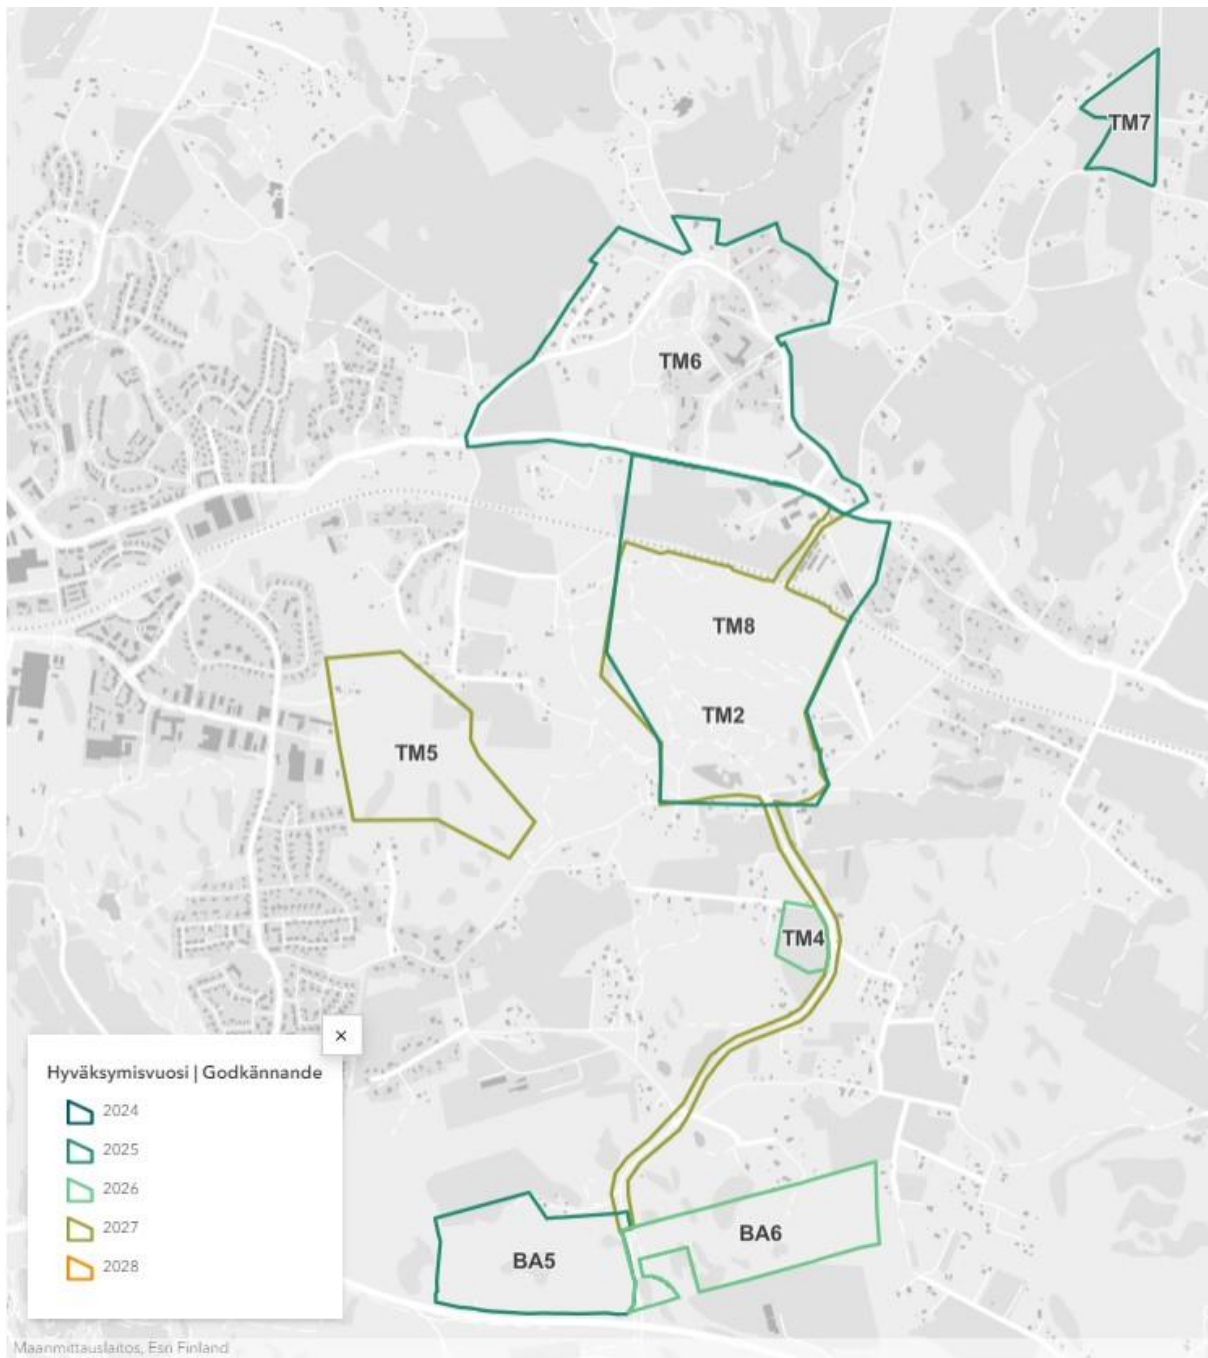 TM7
TM6
TM8
TM2
TM5
TM4
×
Hyväksymisvuosi | Godkännande
2024
2025
2026
2027
2028
BA6
BA5
Maanmittauslaitos, Esri Finland